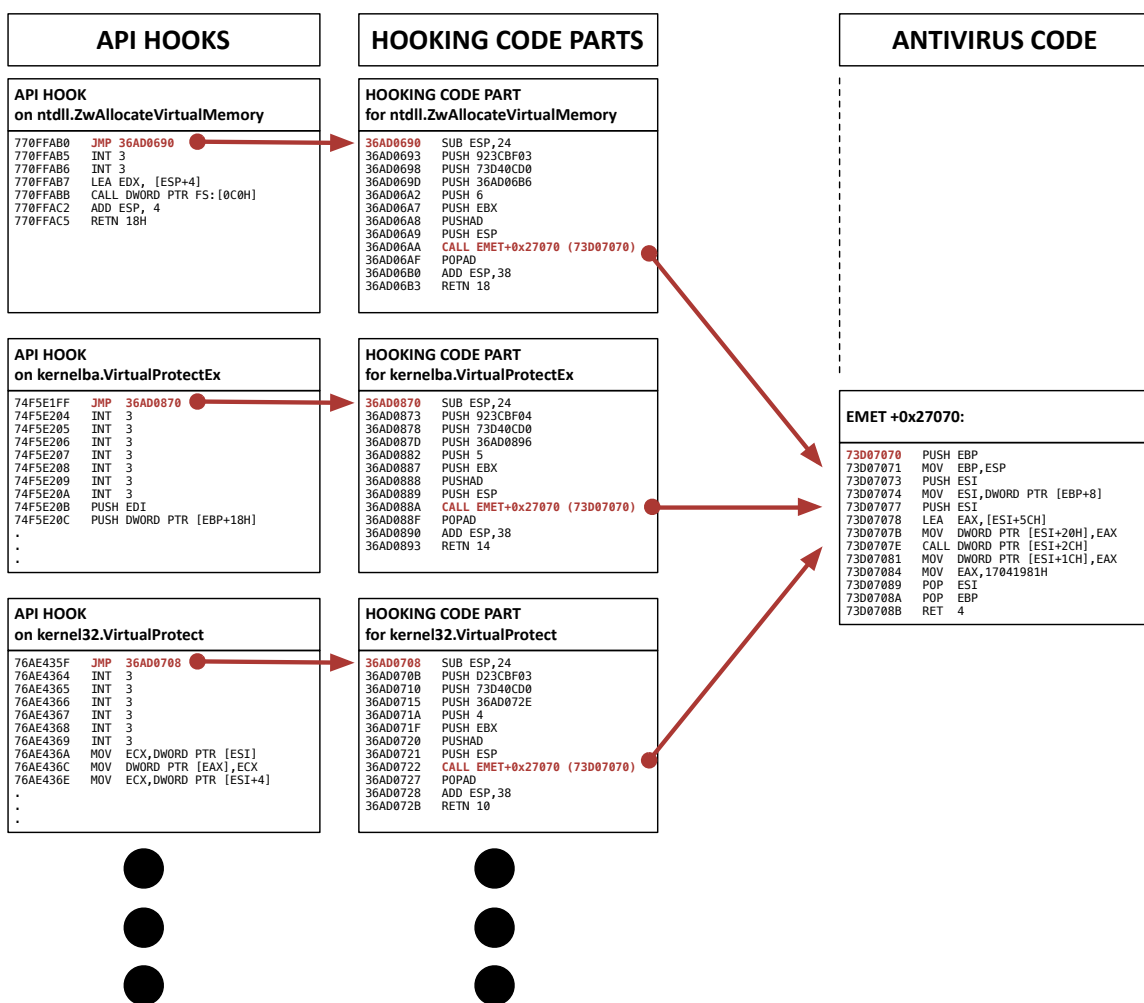 API HOOKS
HOOKING CODE PARTS
ANTIVIRUS CODE
API HOOK
on ntdll.ZwAllocateVirtualMemory
770FFAB0 JMP 36AD0690
770FFAB5 INT 3
770FFAB6 INT 3
770FFAB7 LEA EDX, [ESP+4]
770FFABB CALL DWORD PTR FS:[0C0H]
770FFAC2 ADD ESP, 4
770FFAC5 RETN 18H
HOOKING CODE PART
for ntdll.ZwAllocateVirtualMemory
36AD0690 SUB ESP,24
36AD0693 PUSH 923CBF03
36AD0698 PUSH 73D40CD0
36AD069D PUSH 36AD06B6
36AD06A2 PUSH 6
36AD06A7 PUSH EBX
36AD06A8 PUSHAD
36AD06A9 PUSH ESP
36AD06AA CALL EMET+0x27070 (73D07070)
36AD06AF POPAD
36AD06B0 ADD ESP,38
36AD06B3 RETN 18
API HOOK
on kernelba.VirtualProtectEx
74F5E1FF JMP 36AD0870
74F5E204 INT 3
74F5E205 INT 3
74F5E206 INT 3
74F5E207 INT 3
74F5E208 INT 3
74F5E209 INT 3
74F5E20A INT 3
74F5E20B PUSH EDI
74F5E20C PUSH DWORD PTR [EBP+18H]
.
.
.
HOOKING CODE PART
for kernelba.VirtualProtectEx
36AD0870 SUB ESP,24
36AD0873 PUSH 923CBF04
36AD0878 PUSH 73D40CD0
36AD087D PUSH 36AD0896
36AD0882 PUSH 5
36AD0887 PUSH EBX
36AD0888 PUSHAD
36AD0889 PUSH ESP
36AD088A CALL EMET+0x27070 (73D07070)
36AD088F POPAD
36AD0890 ADD ESP,38
36AD0893 RETN 14
EMET +0x27070:
73D07070 PUSH EBP
73D07071 MOV EBP,ESP
73D07073 PUSH ESI
73D07074 MOV ESI,DWORD PTR [EBP+8]
73D07077 PUSH ESI
73D07078 LEA EAX,[ESI+5CH]
73D0707B MOV DWORD PTR [ESI+20H],EAX
73D0707E CALL DWORD PTR [ESI+2CH]
73D07081 MOV DWORD PTR [ESI+1CH],EAX
73D07084 MOV EAX,17041981H
73D07089 POP ESI
73D0708A POP EBP
73D0708B RET 4
API HOOK
on kernel32.VirtualProtect
76AE435F JMP 36AD0708
76AE4364 INT 3
76AE4365 INT 3
76AE4366 INT 3
76AE4367 INT 3
76AE4368 INT 3
76AE4369 INT 3
76AE436A MOV ECX,DWORD PTR [ESI]
76AE436C MOV DWORD PTR [EAX],ECX
76AE436E MOV ECX,DWORD PTR [ESI+4]
.
.
.
HOOKING CODE PART
for kernel32.VirtualProtect
36AD0708 SUB ESP,24
36AD070B PUSH D23CBF03
36AD0710 PUSH 73D40CD0
36AD0715 PUSH 36AD072E
36AD071A PUSH 4
36AD071F PUSH EBX
36AD0720 PUSHAD
36AD0721 PUSH ESP
36AD0722 CALL EMET+0x27070 (73D07070)
36AD0727 POPAD
36AD0728 ADD ESP,38
36AD072B RETN 10